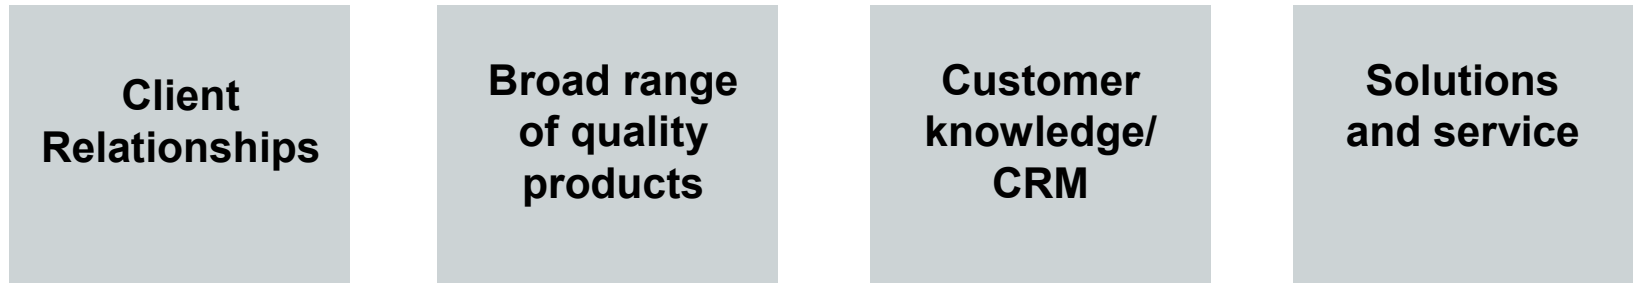 Client
Relationships
Broad range
of quality
products
Customer
knowledge/
CRM
Solutions
and service